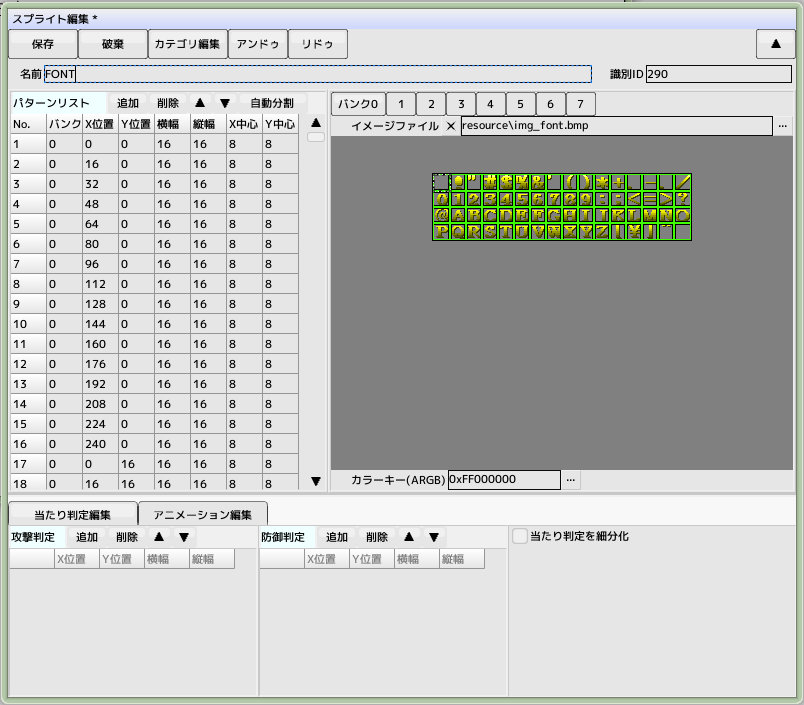 スプライト編集 *
保存 破棄 カテゴリ編集 アンドゥ リドゥ ▲
名前 FONT 識別ID 290
パターンリスト 追加 削除 ▲ ▼ 自動分割
No. バンク X位置 Y位置 横幅 縦幅 X中心 Y中心
1 0 0 0 16 16 8 8
2 0 16 0 16 16 8 8
3 0 32 0 16 16 8 8
4 0 48 0 16 16 8 8
5 0 64 0 16 16 8 8
6 0 80 0 16 16 8 8
7 0 96 0 16 16 8 8
8 0 112 0 16 16 8 8
9 0 128 0 16 16 8 8
10 0 144 0 16 16 8 8
11 0 160 0 16 16 8 8
12 0 176 0 16 16 8 8
13 0 192 0 16 16 8 8
14 0 208 0 16 16 8 8
15 0 224 0 16 16 8 8
16 0 240 0 16 16 8 8
17 0 0 16 16 16 8 8
18 0 16 16 16 16 8 8
バンク0 1 2 3 4 5 6 7
イメージファイル × resource\img_font.bmp ...
! " # $ % & ' ( ) * + , - . /
0 1 2 3 4 5 6 7 8 9 : ; < = > ?
@ A B C D E F G H I J K L M N O
P Q R S T U V W X Y Z [ ¥ ] ^
カラーキー(ARGB) 0xFF000000 ...
当たり判定編集 アニメーション編集
攻撃判定 追加 削除 ▲ ▼
X位置 Y位置 横幅 縦幅
防御判定 追加 削除 ▲ ▼
X位置 Y位置 横幅 縦幅
当たり判定を細分化